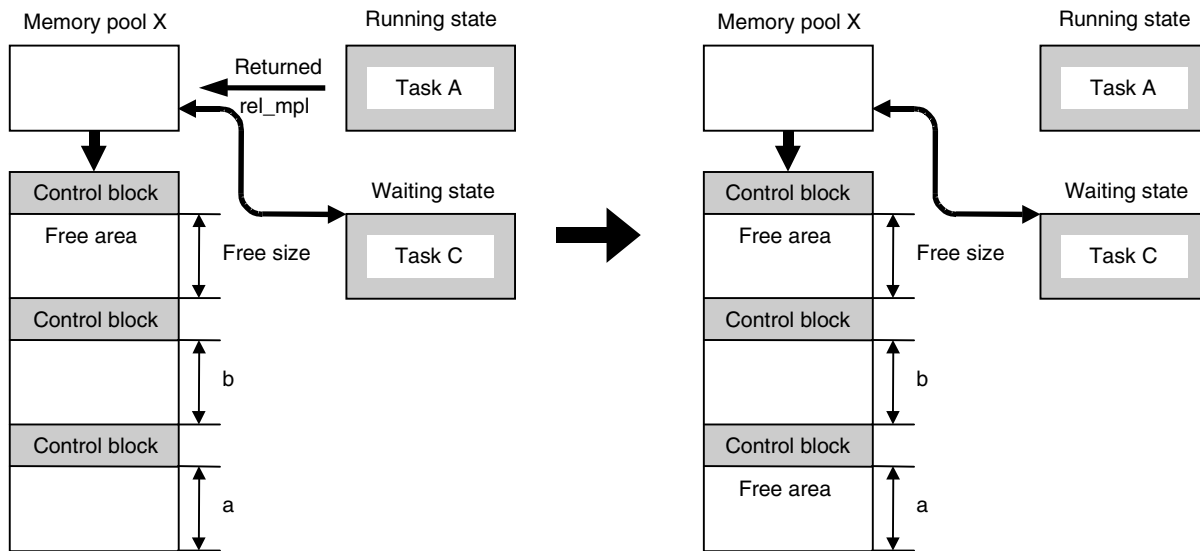 Memory pool X
Running state
Returned
rel_mpl
Task A
Control block
Free area
Free size
Waiting state
Task C
Control block
b
Control block
a
Memory pool X
Running state
Task A
Control block
Free area
Free size
Waiting state
Task C
Control block
b
Control block
Free area
a